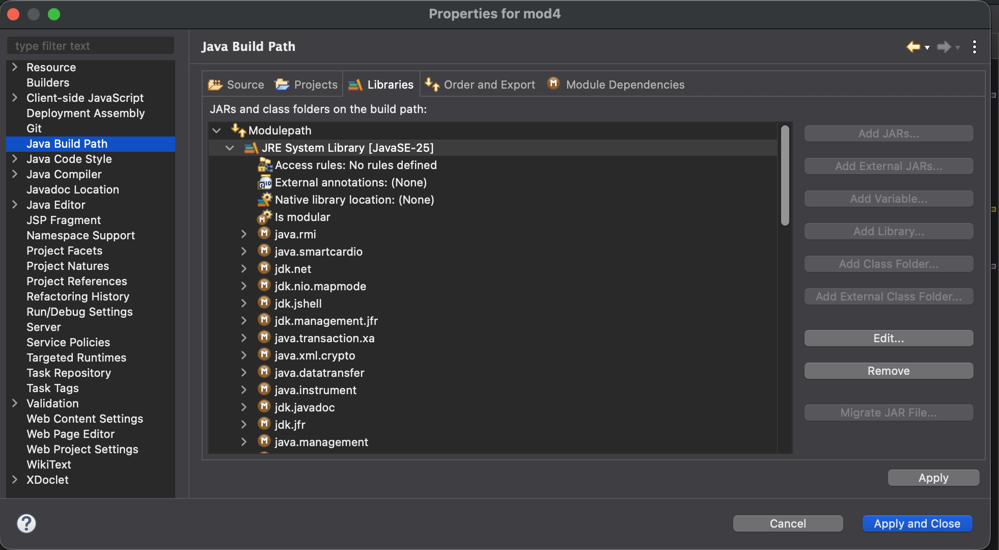 Properties for mod4
type filter text
Resource
Builders
Client-side JavaScript
Deployment Assembly
Git
Java Build Path
Java Code Style
Java Compiler
Javadoc Location
Java Editor
JSP Fragment
Namespace Support
Project Facets
Project Natures
Project References
Refactoring History
Run/Debug Settings
Server
Service Policies
Targeted Runtimes
Task Repository
Task Tags
Validation
Web Content Settings
Web Page Editor
Web Project Settings
WikiText
XDoclet
Java Build Path
Source Projects Libraries Order and Export M Module Dependencies
JARs and class folders on the build path:
Modulepath
JRE System Library [JavaSE-25]
Access rules: No rules defined
External annotations: (None)
Native library location: (None)
M Is modular
M java.rmi
M java.smartcardio
M jdk.net
M jdk.nio.mapmode
M jdk.jshell
M jdk.management.jfr
M java.transaction.xa
M java.xml.crypto
M java.datatransfer
M java.instrument
M jdk.javadoc
M jdk.jfr
M java.management
Add JARs...
Add External JARs...
Add Variable...
Add Library...
Add Class Folder...
Add External Class Folder...
Edit...
Remove
Migrate JAR File...
Apply
?
Cancel
Apply and Close